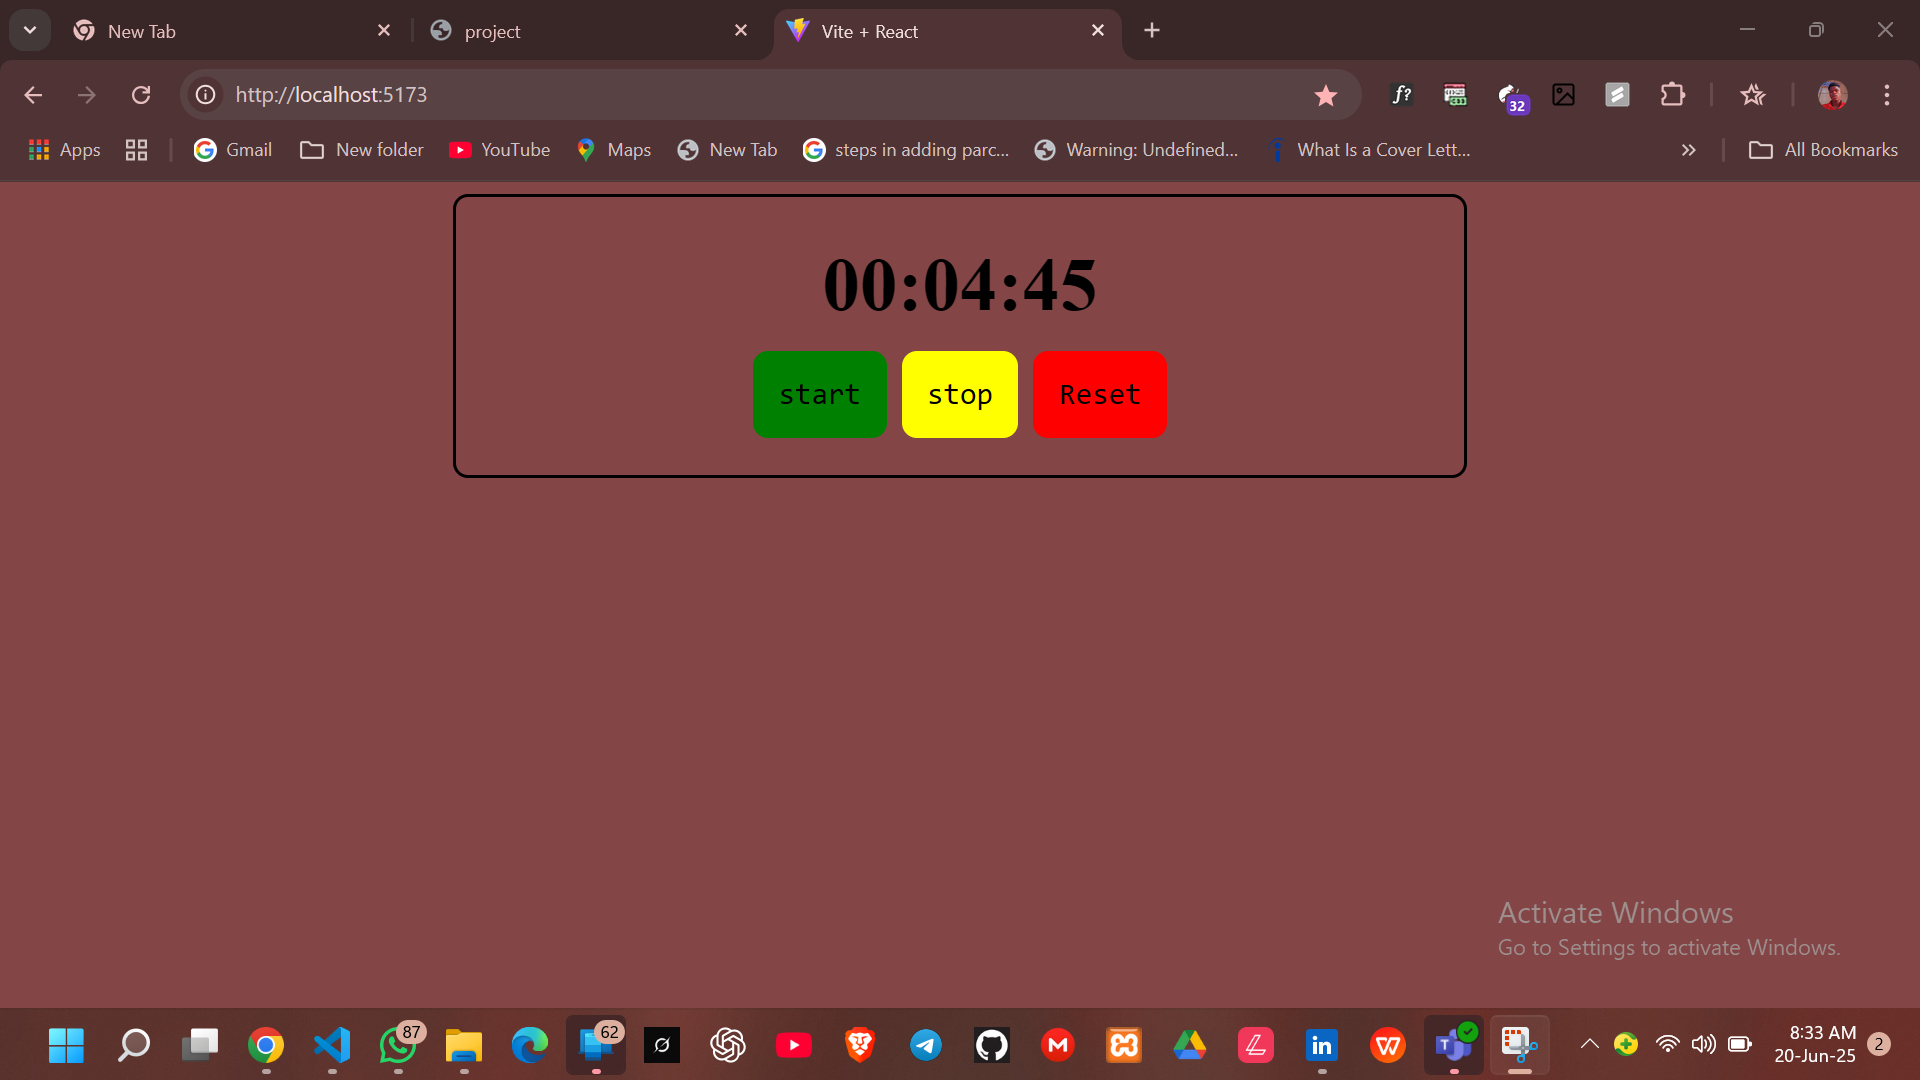 New Tab
project
Vite + React
http://localhost:5173
f?
32
Apps
Gmail
New folder
YouTube
Maps
New Tab
steps in adding parc...
Warning: Undefined...
What Is a Cover Lett...
All Bookmarks
00:04:45
start
stop
Reset
Activate Windows
Go to Settings to activate Windows.
87
62
in
T
8:33 AM
20-Jun-25
2